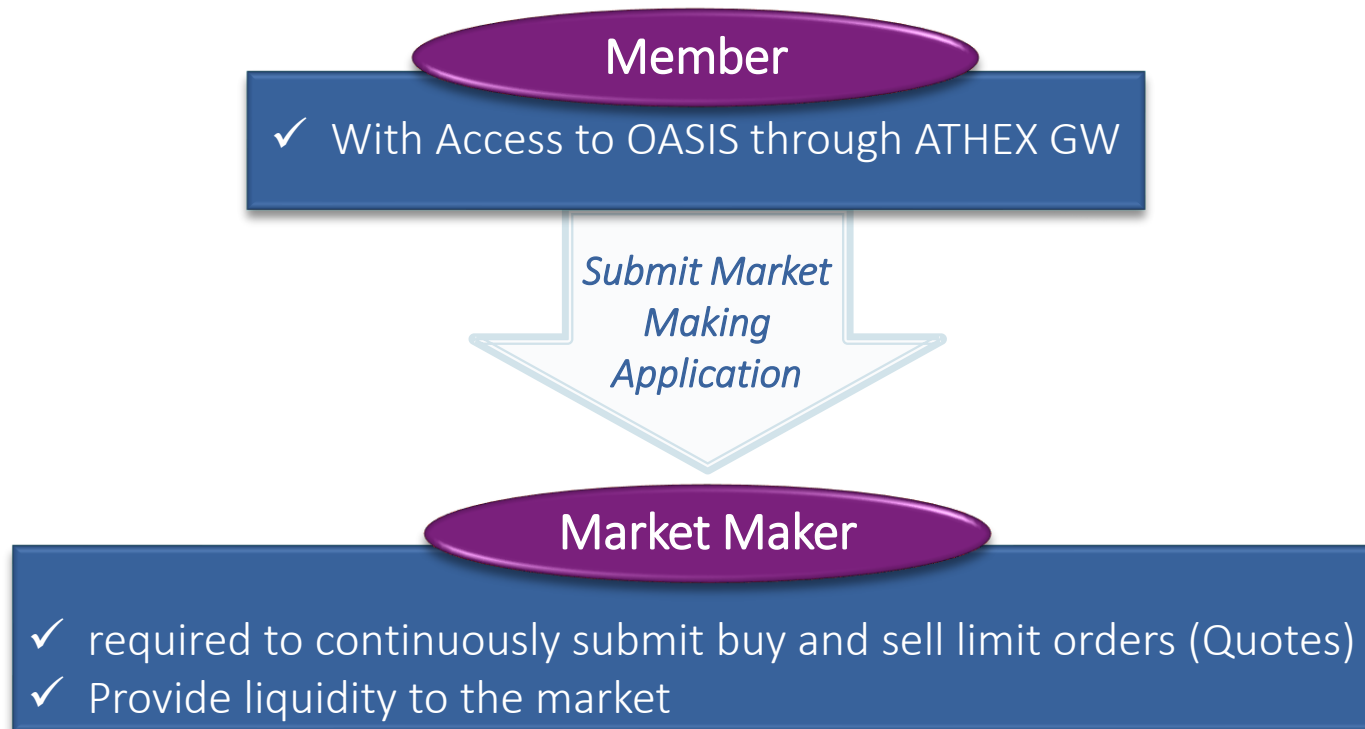 Member
✓ With Access to OASIS through ATHEX GW
Submit Market
Making
Application
Market Maker
✓ required to continuously submit buy and sell limit orders (Quotes)
✓ Provide liquidity to the market